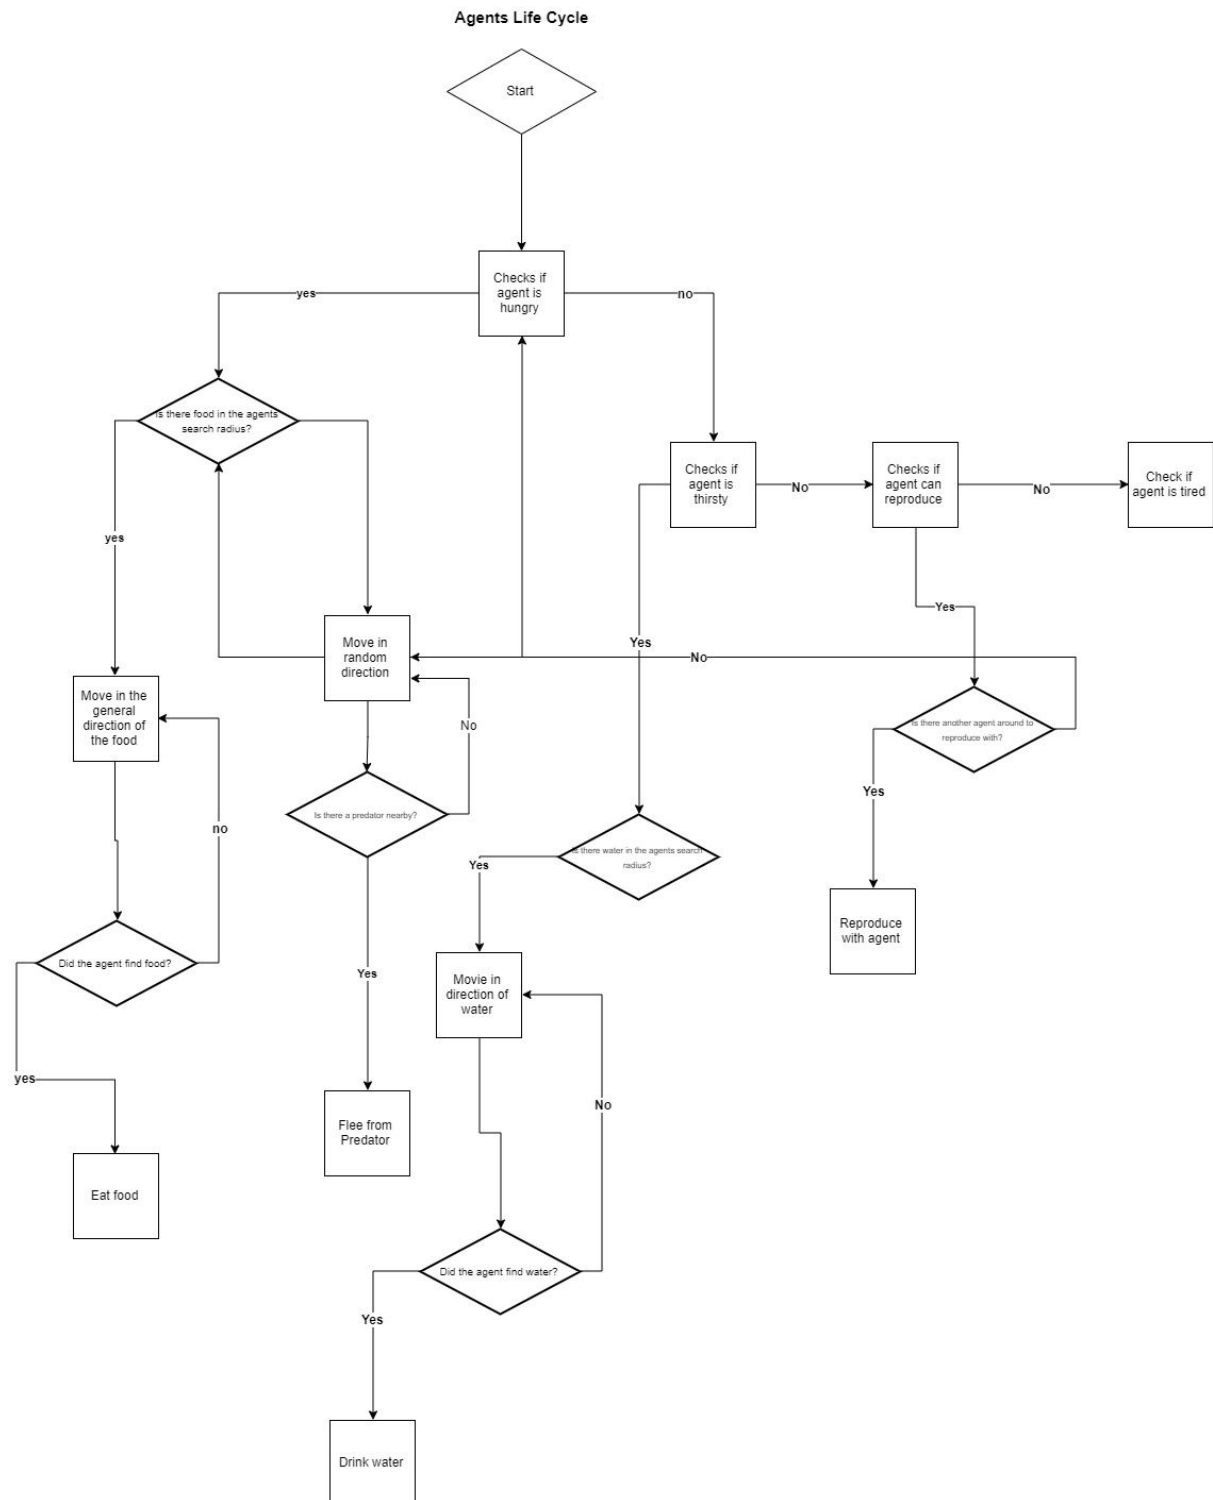 Agents Life Cycle
Start
Checks if
agent is
hungry
yes
no
Is there food in the agents
search radius?
Checks if
agent is
thirsty
No
Checks if
agent can
reproduce
No
Check if
agent is tired
yes
Yes
Yes
Move in
random
direction
No
Move in the
general
direction of
the food
No
Is there another agent around to
reproduce with?
Yes
no
Is there a predator nearby?
Is there water in the agents search
radius?
Yes
Reproduce
with agent
Did the agent find food?
Yes
Movie in
direction of
water
yes
No
Flee from
Predator
Eat food
Did the agent find water?
Yes
Drink water